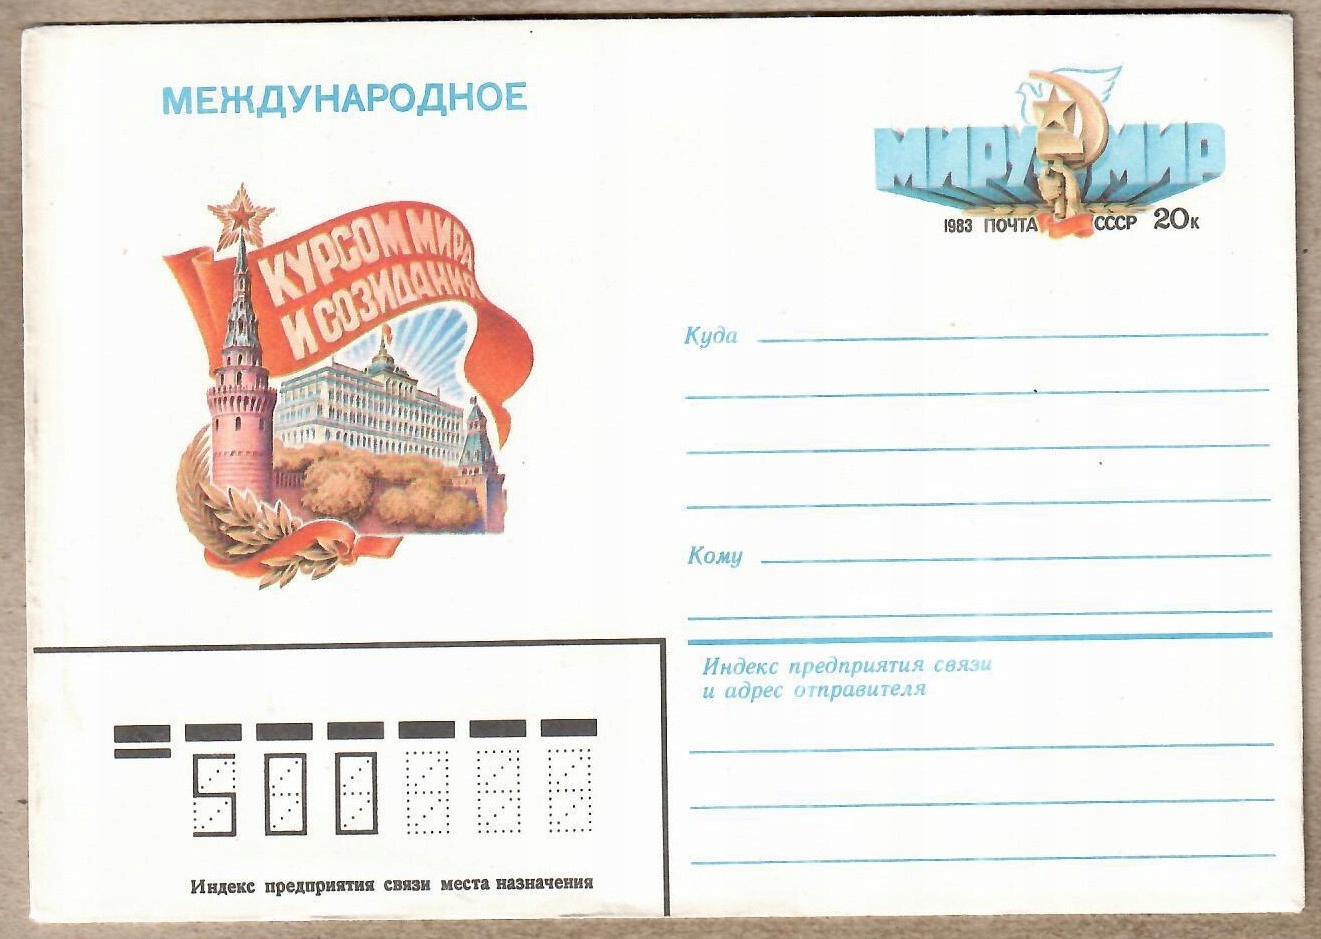 МЕЖДУНАРОДНОЕ
МИРУ МИР
1983 ПОЧТА СССР 20к
КУРСОМ МИРА
И СОЗИДАНИЯ
Куда
Кому
Индекс предприятия связи
и адрес отправителя
500
Индекс предприятия связи места назначения